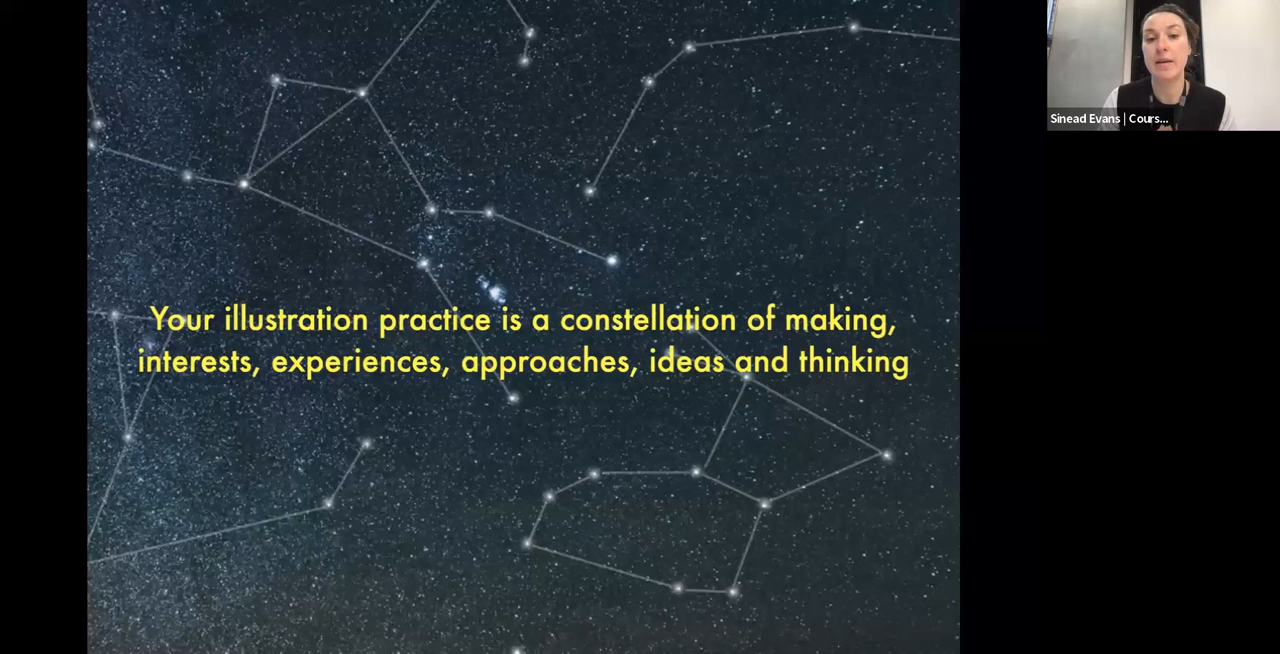 Your illustration practice is a constellation of making,
interests, experiences, approaches, ideas and thinking
Sinead Evans | Cours...